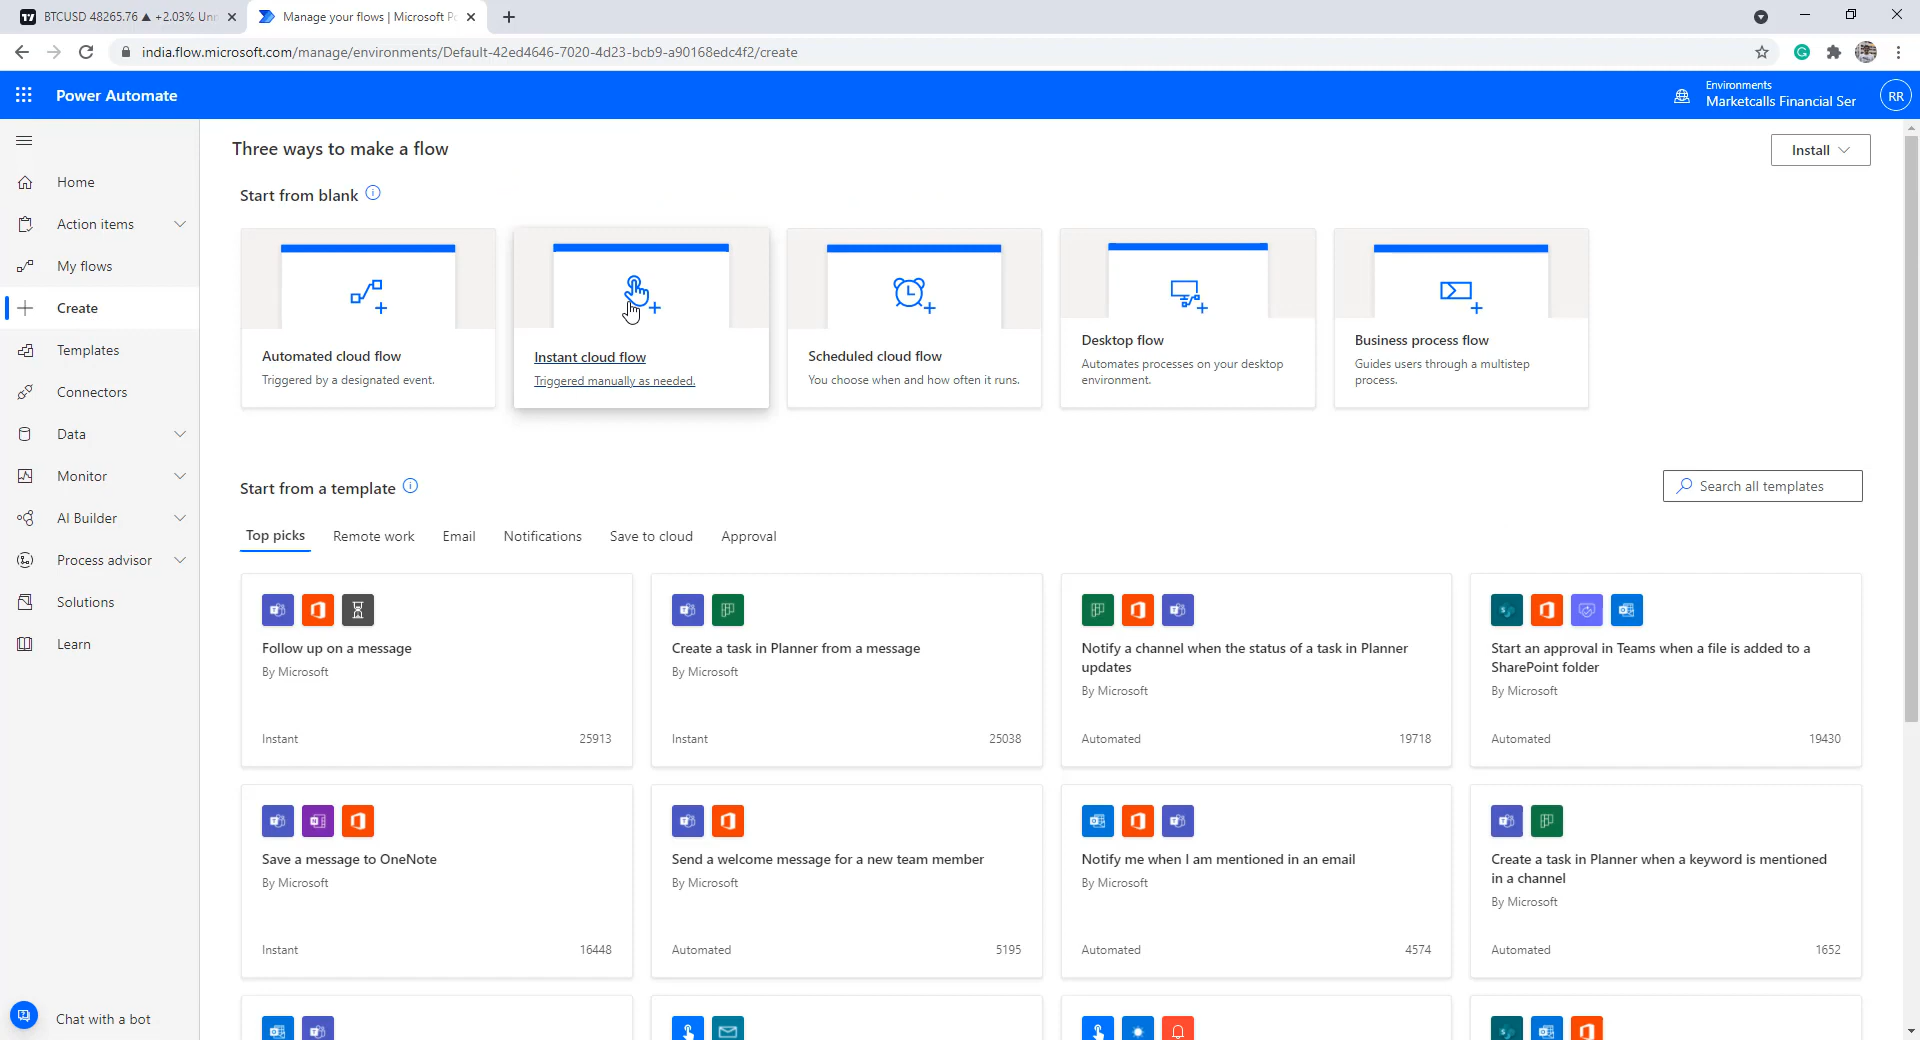 BTCUSD 48265.76 ▲ +2.03% Unn
Manage your flows | Microsoft Po
india.flow.microsoft.com/manage/environments/Default-42ed4646-7020-4d23-bcb9-a90168edc4f2/create
Power Automate
Environments
Marketcalls Financial Ser
RR
Home
Action items
My flows
Create
Templates
Connectors
Data
Monitor
AI Builder
Process advisor
Solutions
Learn
Chat with a bot
Three ways to make a flow
Install
Start from blank
Automated cloud flow
Triggered by a designated event.
Instant cloud flow
Triggered manually as needed.
Scheduled cloud flow
You choose when and how often it runs.
Desktop flow
Automates processes on your desktop
environment.
Business process flow
Guides users through a multistep
process.
Start from a template
Search all templates
Top picks
Remote work
Email
Notifications
Save to cloud
Approval
Follow up on a message
By Microsoft
Instant
25913
Create a task in Planner from a message
By Microsoft
Instant
25038
Notify a channel when the status of a task in Planner
updates
By Microsoft
Automated
19718
Start an approval in Teams when a file is added to a
SharePoint folder
By Microsoft
Automated
19430
Save a message to OneNote
By Microsoft
Instant
16448
Send a welcome message for a new team member
By Microsoft
Automated
5195
Notify me when I am mentioned in an email
By Microsoft
Automated
4574
Create a task in Planner when a keyword is mentioned
in a channel
By Microsoft
Automated
1652